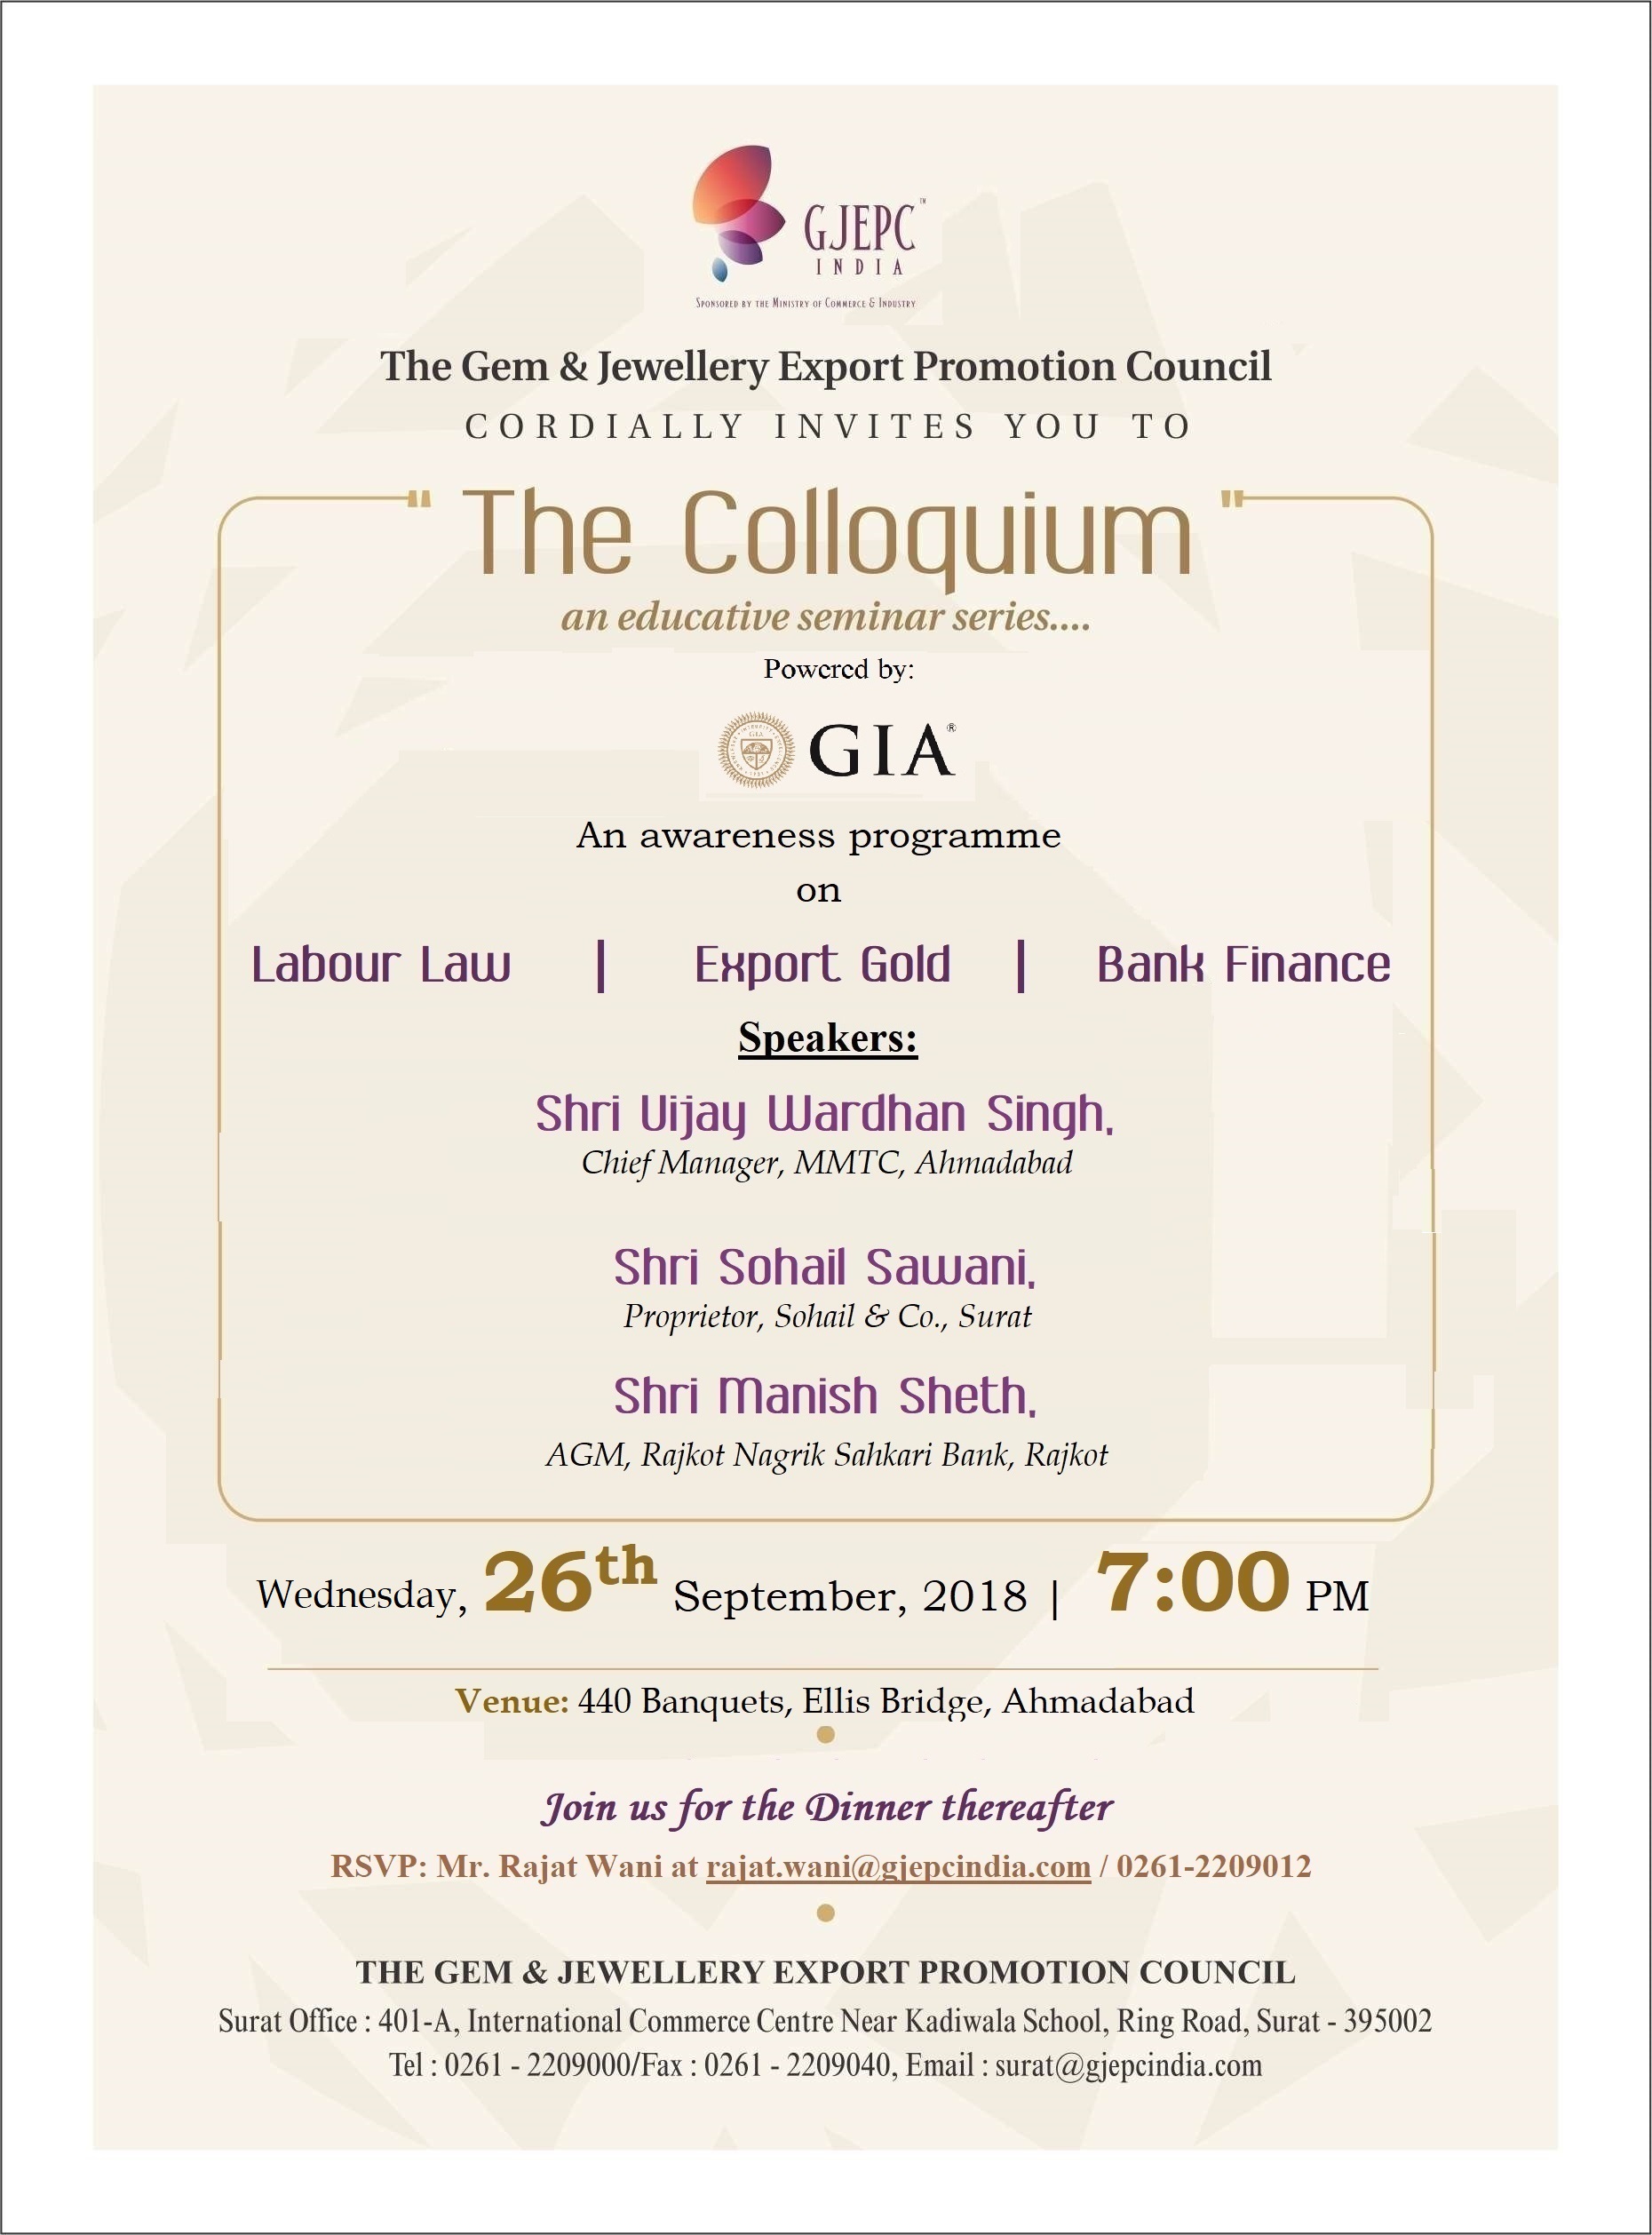 GJEPC™
INDIA
Sponsored by the Ministry of Commerce & Industry
The Gem & Jewellery Export Promotion Council
CORDIALLY INVITES YOU TO
"The Colloquium"
an educative seminar series....
Powered by:
GIA®
An awareness programme
on
Labour Law | Export Gold | Bank Finance
Speakers:
Shri Vijay Wardhan Singh,
Chief Manager, MMTC, Ahmadabad
Shri Sohail Sawani,
Proprietor, Sohail & Co., Surat
Shri Manish Sheth,
AGM, Rajkot Nagrik Sahkari Bank, Rajkot
Wednesday, 26th September, 2018 | 7:00 PM
Venue: 440 Banquets, Ellis Bridge, Ahmadabad
Join us for the Dinner thereafter
RSVP: Mr. Rajat Wani at rajat.wani@gjepcindia.com / 0261-2209012
THE GEM & JEWELLERY EXPORT PROMOTION COUNCIL
Surat Office : 401-A, International Commerce Centre Near Kadiwala School, Ring Road, Surat - 395002
Tel : 0261 - 2209000/Fax : 0261 - 2209040, Email : surat@gjepcindia.com